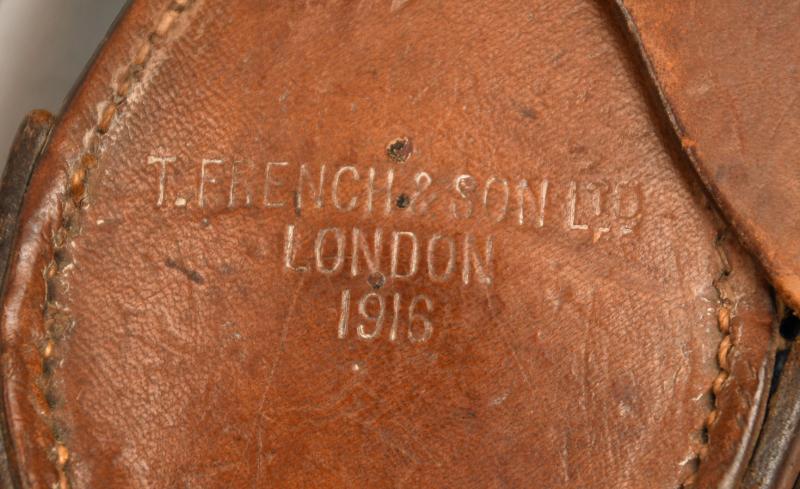 T. FRENCH & SON LTD
LONDON
1916